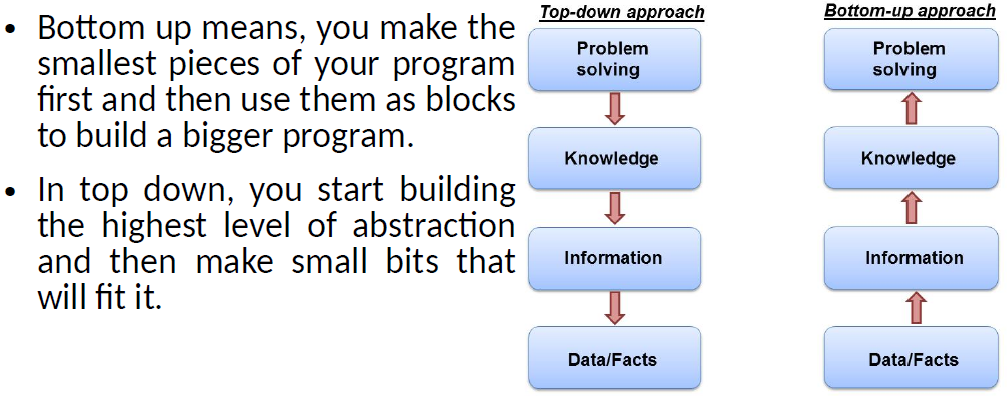 • Bottom up means, you make the
smallest pieces of your program
first and then use them as blocks
to build a bigger program.
• In top down, you start building
the highest level of abstraction
and then make small bits that
will fit it.
Top-down approach
Problem
solving
Knowledge
Information
Data/Facts
Bottom-up approach
Problem
solving
Knowledge
Information
Data/Facts